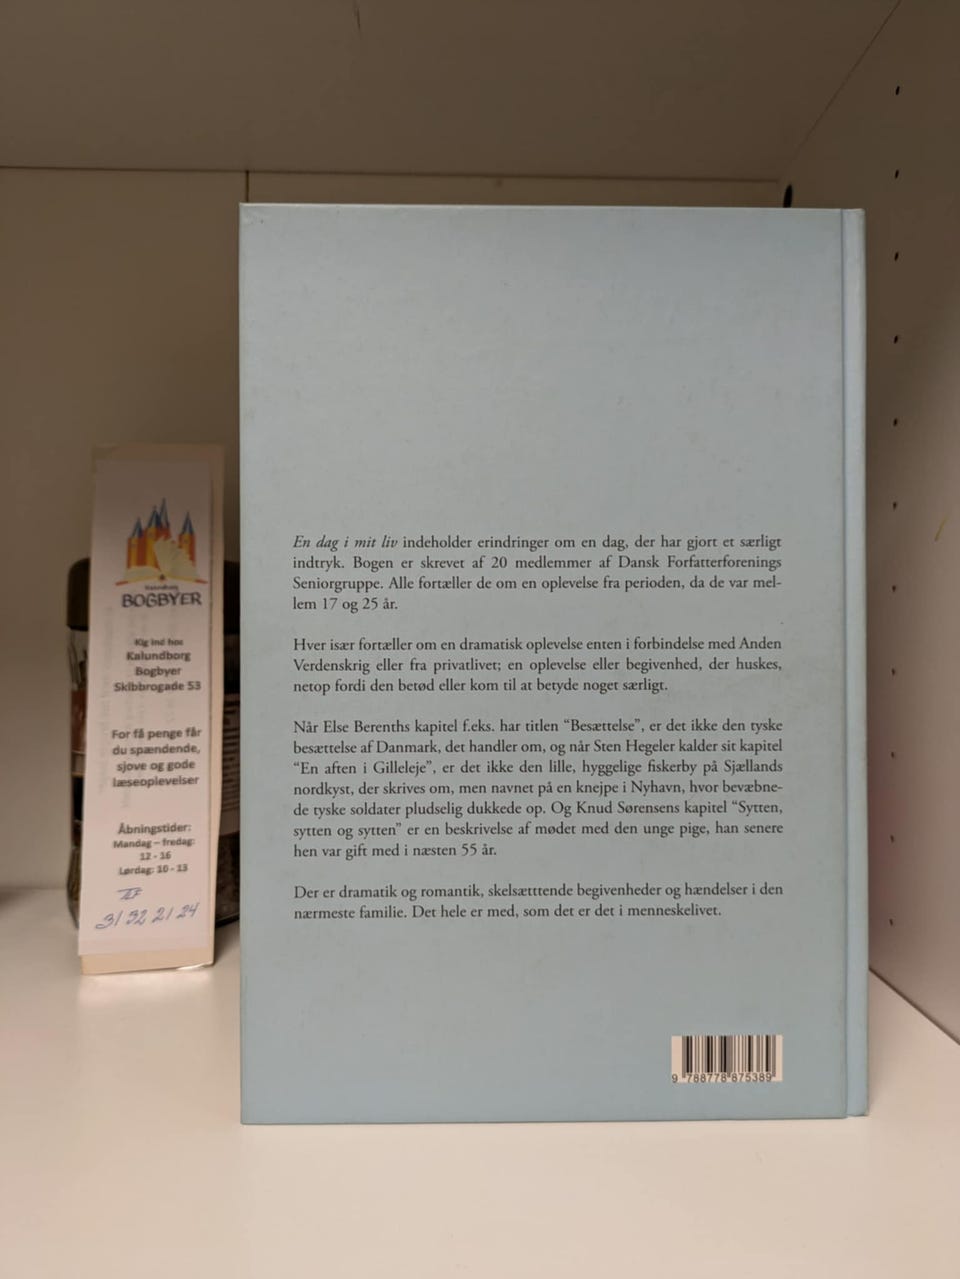 Kalundborg
BOGBYER
Kig ind hos
Kalundborg
Bogbyer
Skibbrogade 53
For få penge får
du spændende,
sjove og gode
læseoplevelser
Åbningstider:
Mandag – fredag:
12 - 16
Lørdag: 10 - 13
31 32 21 24
En dag i mit liv indeholder erindringer om en dag, der har gjort et særligt
indtryk. Bogen er skrevet af 20 medlemmer af Dansk Forfatterforenings
Seniorgruppe. Alle fortæller de om en oplevelse fra perioden, da de var mel-
lem 17 og 25 år.
Hver især fortæller om en dramatisk oplevelse enten i forbindelse med Anden
Verdenskrig eller fra privatlivet; en oplevelse eller begivenhed, der huskes,
netop fordi den betød eller kom til at betyde noget særligt.
Når Else Berenths kapitel f.eks. har titlen “Besættelse”, er det ikke den tyske
besættelse af Danmark, det handler om, og når Sten Hegeler kalder sit kapitel
“En aften i Gilleleje”, er det ikke den lille, hyggelige fiskerby på Sjællands
nordkyst, der skrives om, men navnet på en knejpe i Nyhavn, hvor bevæbne-
de tyske soldater pludselig dukkede op. Og Knud Sørensens kapitel “Sytten,
sytten og sytten” er en beskrivelse af mødet med den unge pige, han senere
hen var gift med i næsten 55 år.
Der er dramatik og romantik, skelsætttende begivenheder og hændelser i den
nærmeste familie. Det hele er med, som det er det i menneskelivet.
9 788778 875389